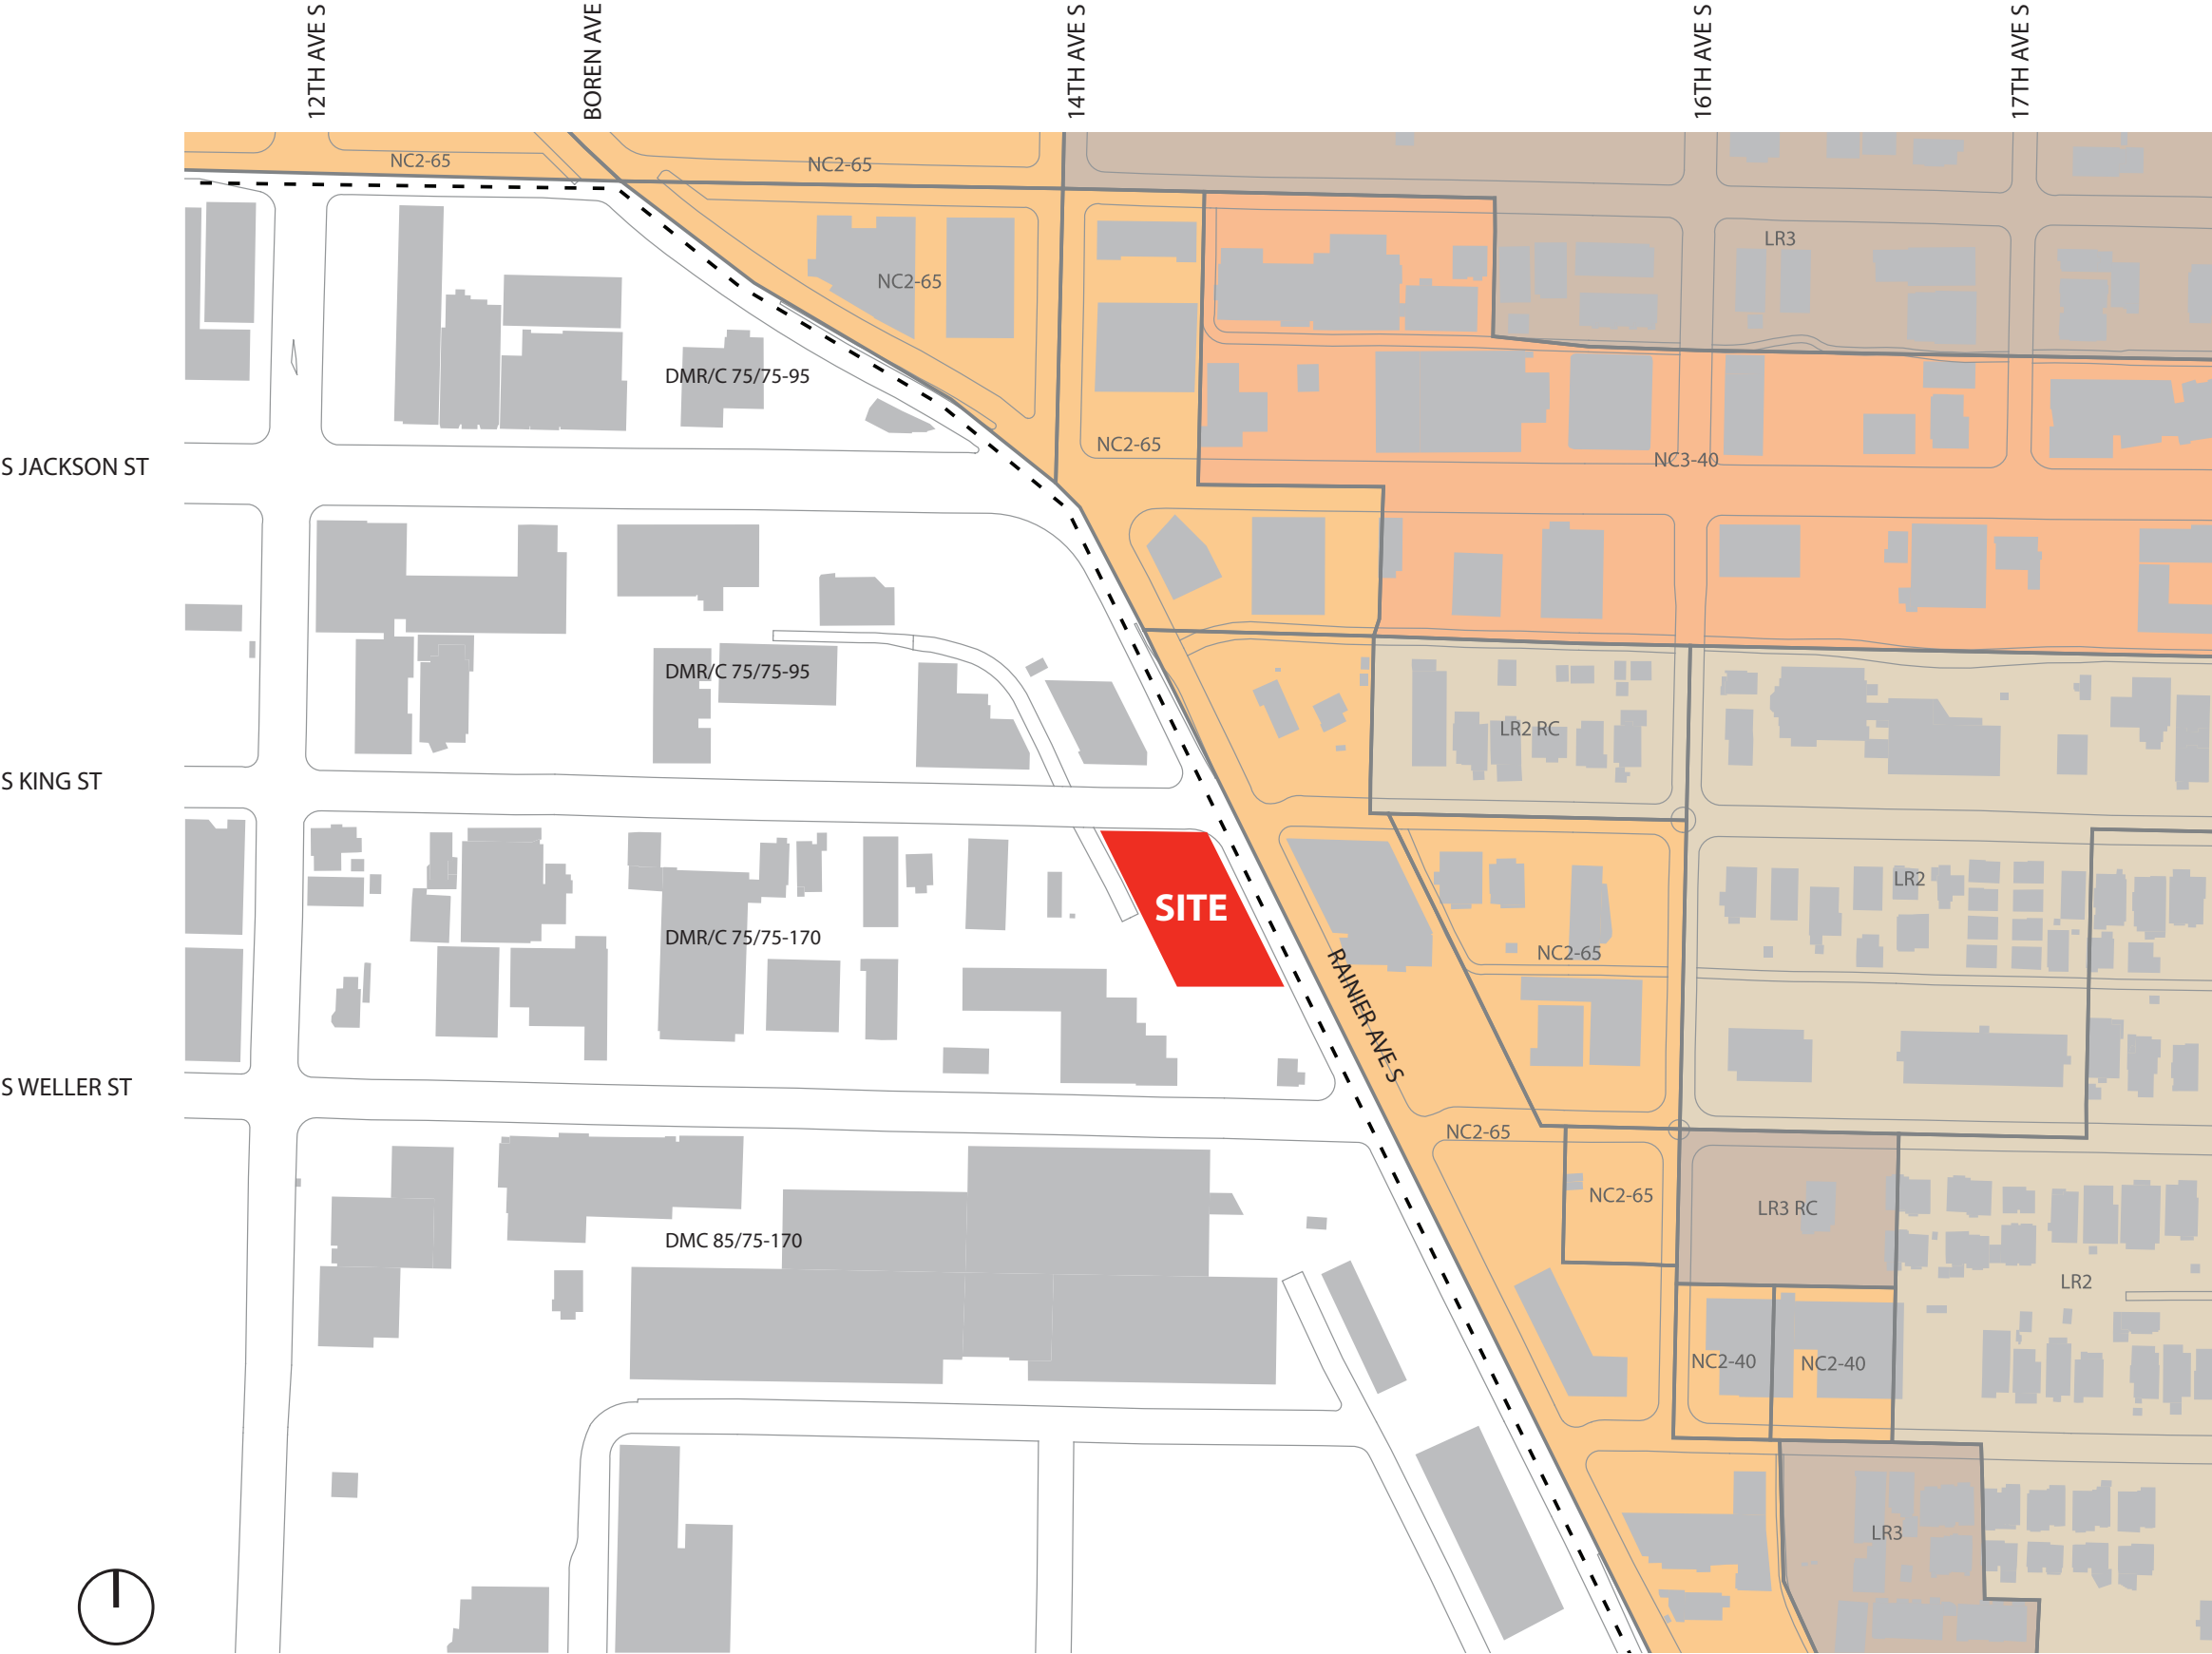 12TH AVE S
BOREN AVE
14TH AVE S
16TH AVE S
17TH AVE S
NC2-65
NC2-65
LR3
NC2-65
DMR/C 75/75-95
NC2-65
NC3-40
S JACKSON ST
DMR/C 75/75-95
LR2 RC
S KING ST
LR2
SITE
DMR/C 75/75-170
NC2-65
RAINIER AVE S
S WELLER ST
NC2-65
NC2-65
LR3 RC
DMC 85/75-170
LR2
NC2-40
NC2-40
LR3